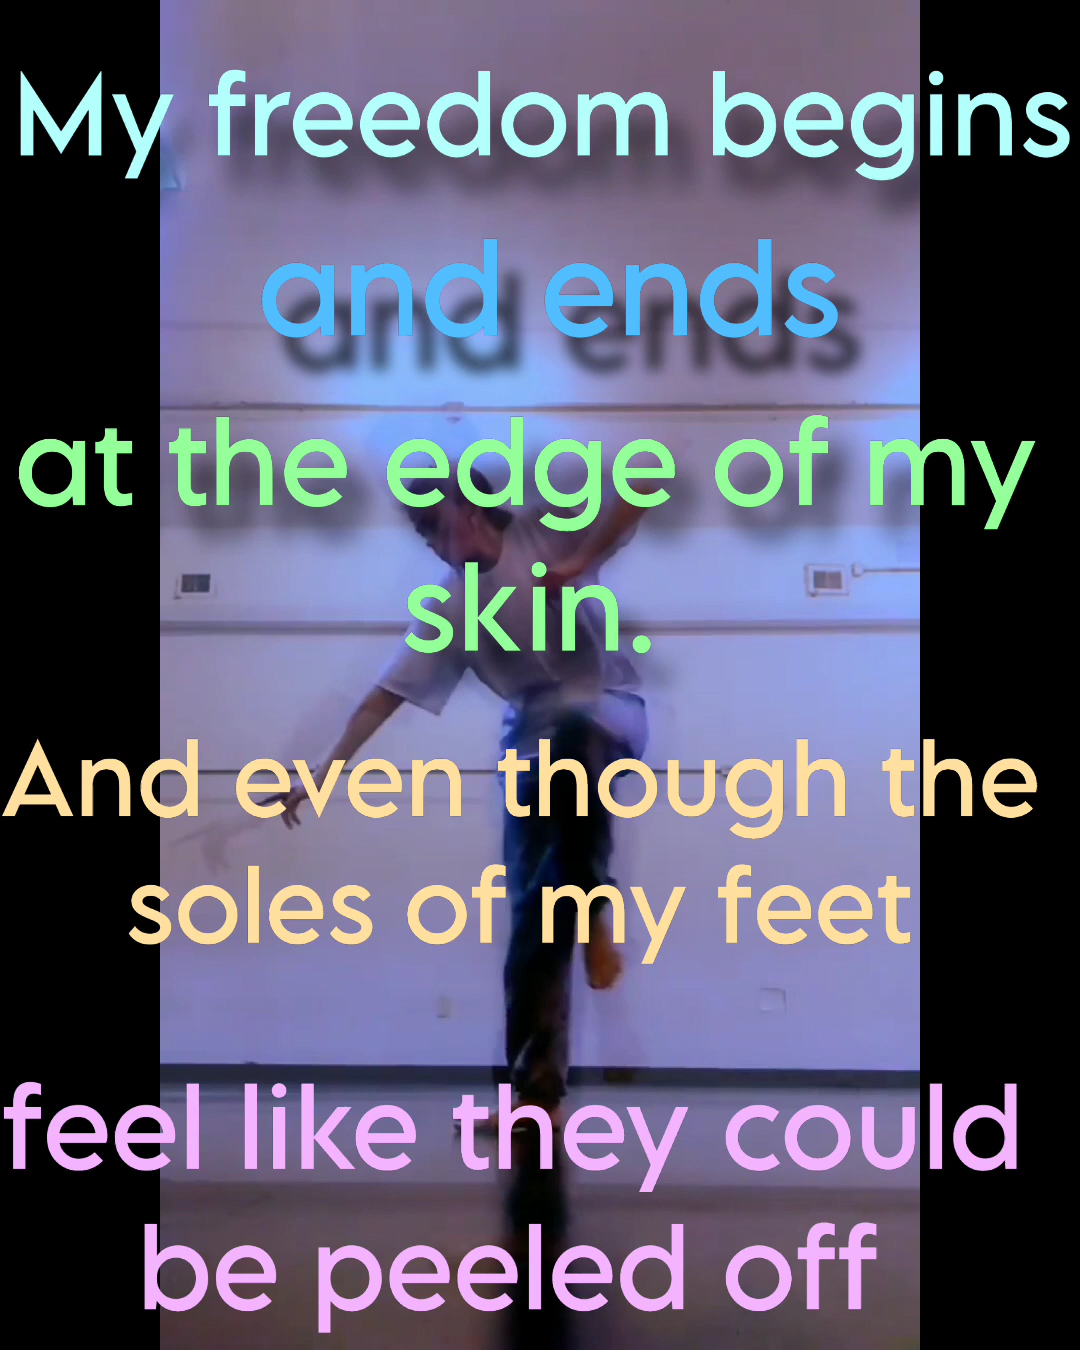 My freedom begins
and ends
at the edge of my
skin.
And even though the
soles of my feet
feel like they could
be peeled off